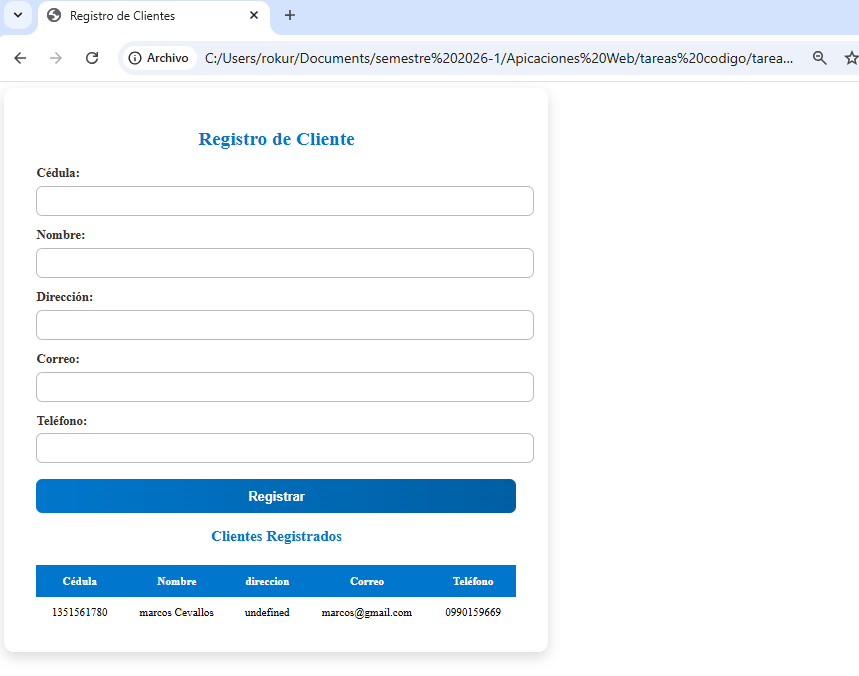 Registro de Clientes
Archivo C:/Users/rokur/Documents/semestre%202026-1/Apicaciones%20Web/tareas%20codigo/tarea...
Registro de Cliente
Cédula:
Nombre:
Dirección:
Correo:
Teléfono:
Registrar
Clientes Registrados
Cédula Nombre direccion Correo Teléfono
1351561780 marcos Cevallos undefined marcos@gmail.com 0990159669